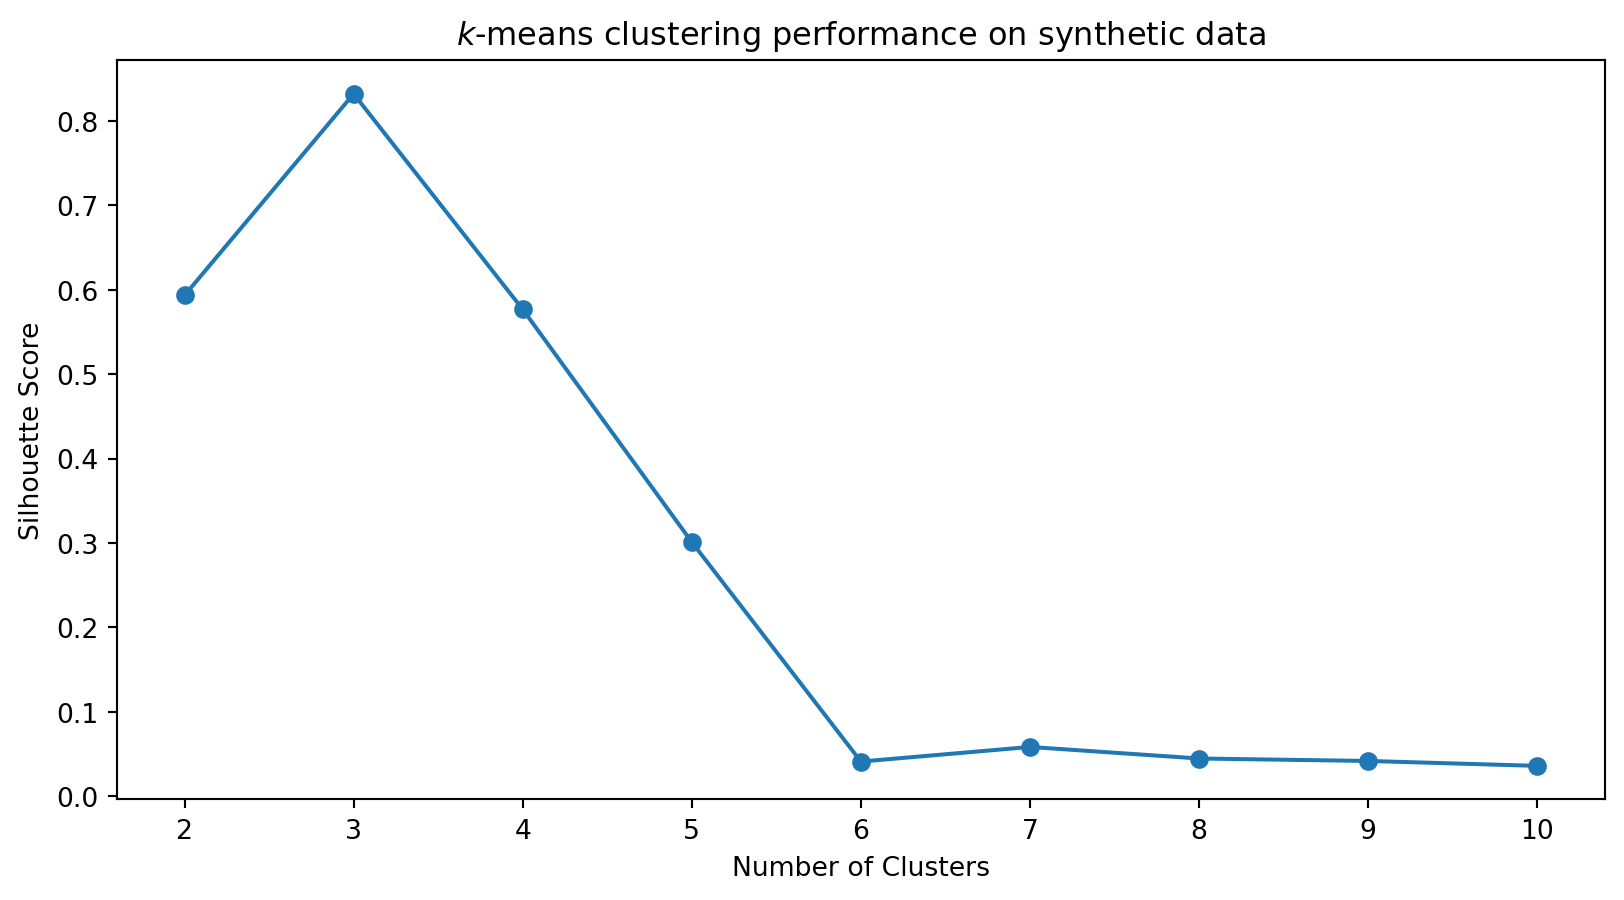 k-means clustering performance on synthetic data
0.8
0.7
0.6
0.5
0.4
0.3
0.2
0.1
0.0
Silhouette Score
2 3 4 5 6 7 8 9 10
Number of Clusters